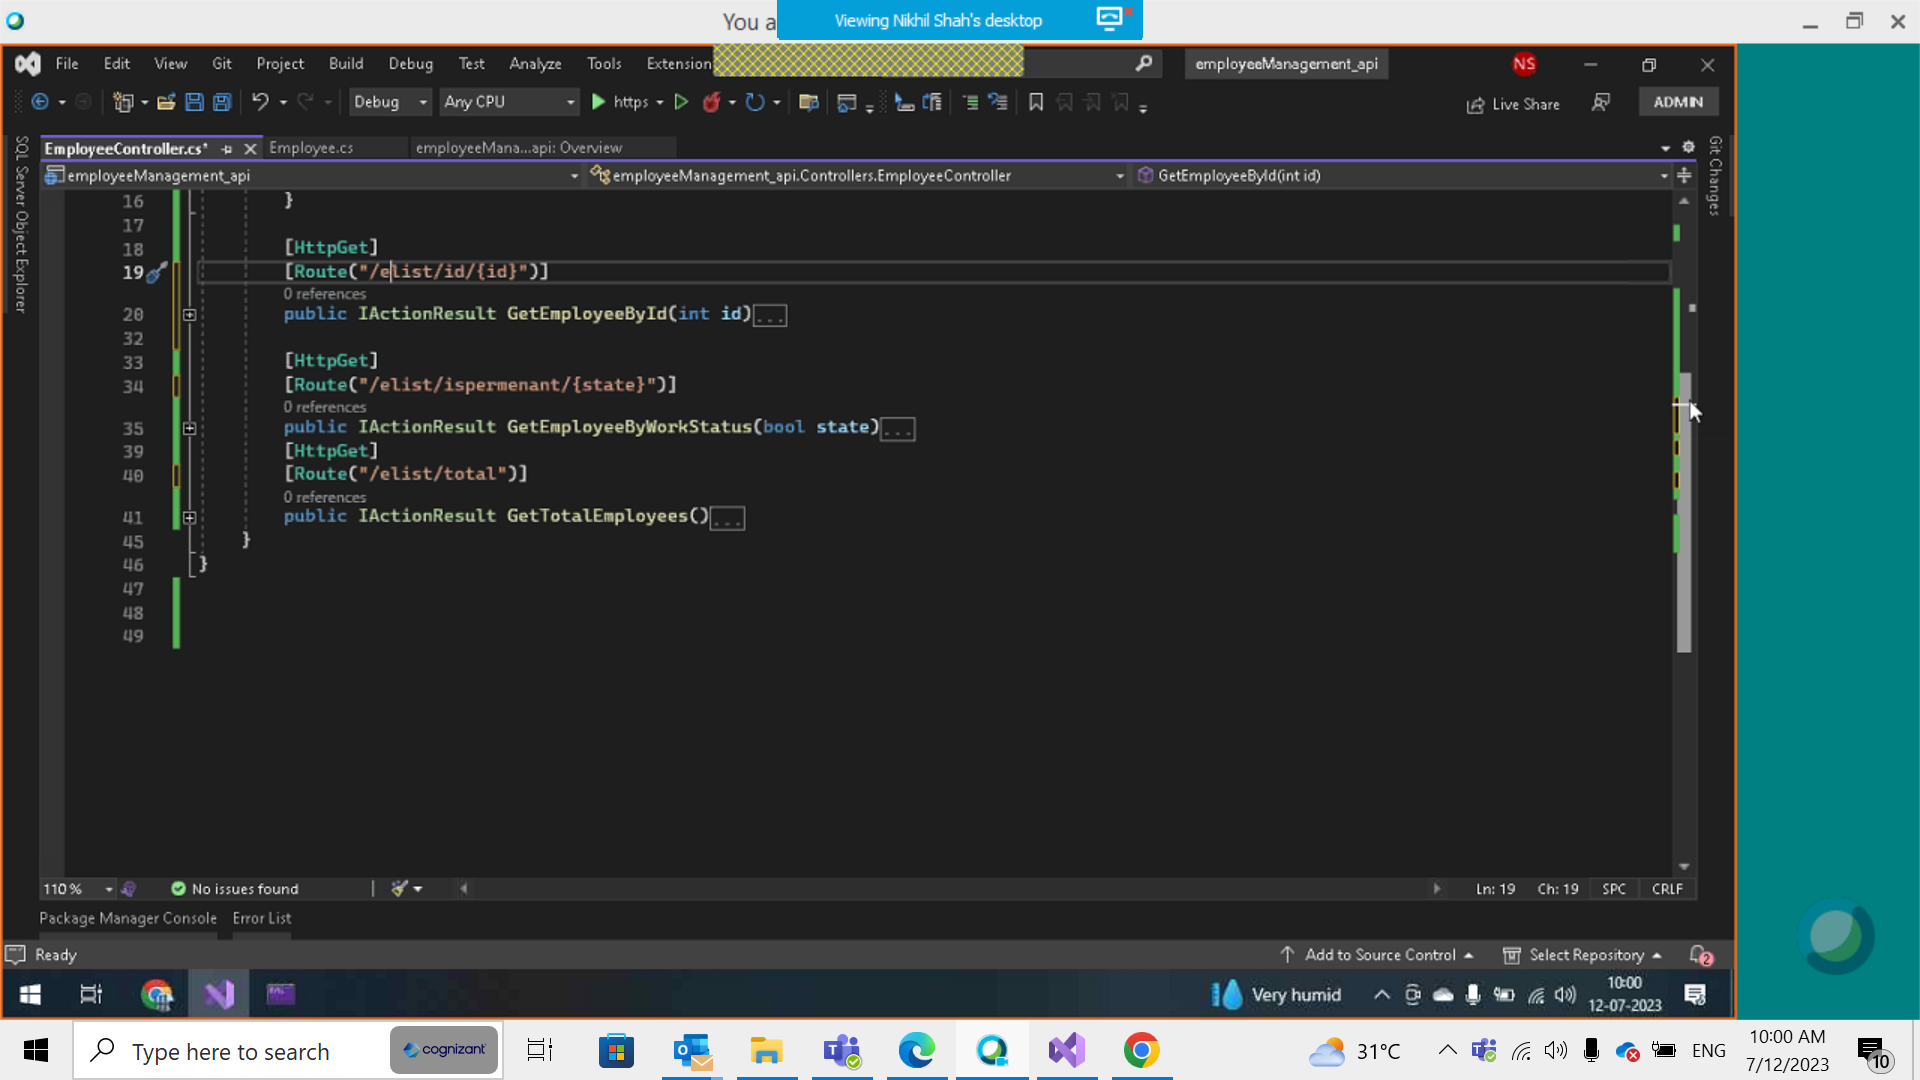 You a
Viewing Nikhil Shah's desktop
File Edit View Git Project Build Debug Test Analyze Tools Extension
employeeManagement_api
NS
Debug
Any CPU
https
Live Share
ADMIN
SQL Server Object Explorer
EmployeeController.cs*
Employee.cs
employeeMana...api: Overview
Git Changes
employeeManagement_api
employeeManagement_api.Controllers.EmployeeController
GetEmployeeById(int id)
16 }
17
18 [HttpGet]
19 [Route("/elist/id/{id}")]
0 references
20 public IActionResult GetEmployeeById(int id)...
32
33 [HttpGet]
34 [Route("/elist/ispermenant/{state}")]
0 references
35 public IActionResult GetEmployeeByWorkStatus(bool state)...
39 [HttpGet]
40 [Route("/elist/total")]
0 references
41 public IActionResult GetTotalEmployees()...
45 }
46 }
47
48
49
110 %
No issues found
Ln: 19 Ch: 19 SPC CRLF
Package Manager Console Error List
Ready
Add to Source Control
Select Repository
2
Very humid
10:00
12-07-2023
Type here to search
cognizant
31°C
ENG
10:00 AM
7/12/2023
10